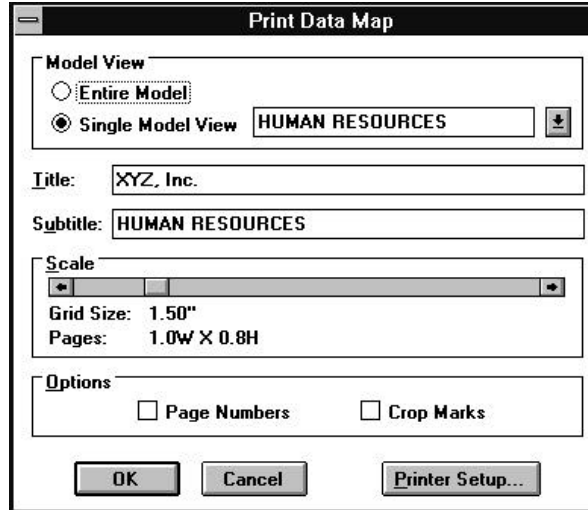 Print Data Map
Model View
Entire Model
Single Model View HUMAN RESOURCES
Title: XYZ, Inc.
Subtitle: HUMAN RESOURCES
Scale
Grid Size: 1.50"
Pages: 1.0W X 0.8H
Options
Page Numbers Crop Marks
OK Cancel Printer Setup...